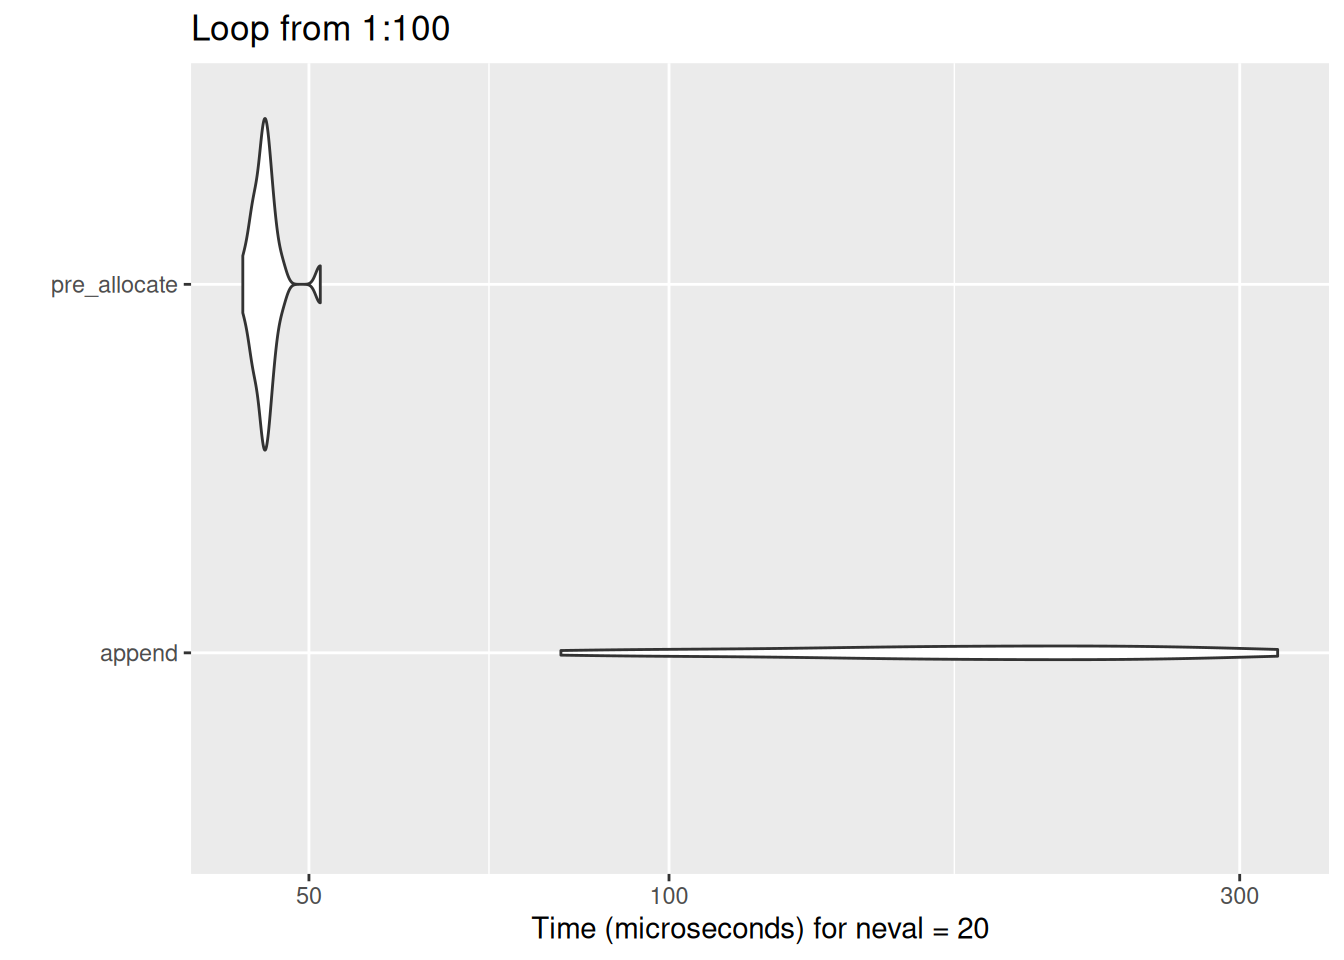 Loop from 1:100
pre_allocate
append
50 100 300
Time (microseconds) for neval = 20